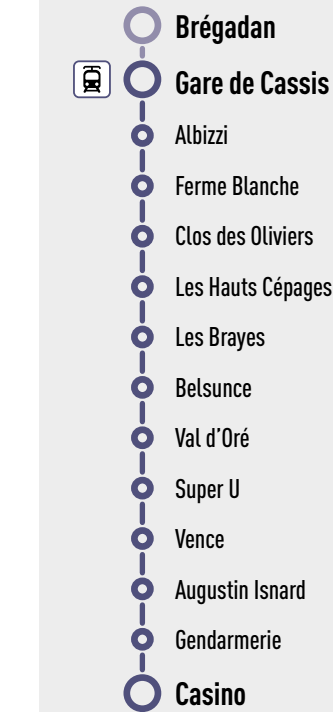 Brégadan
Gare de Cassis
Albizzi
Ferme Blanche
Clos des Oliviers
Les Hauts Cépages
Les Brayes
Belsunce
Val d’Oré
Super U
Vence
Augustin Isnard
Gendarmerie
Casino